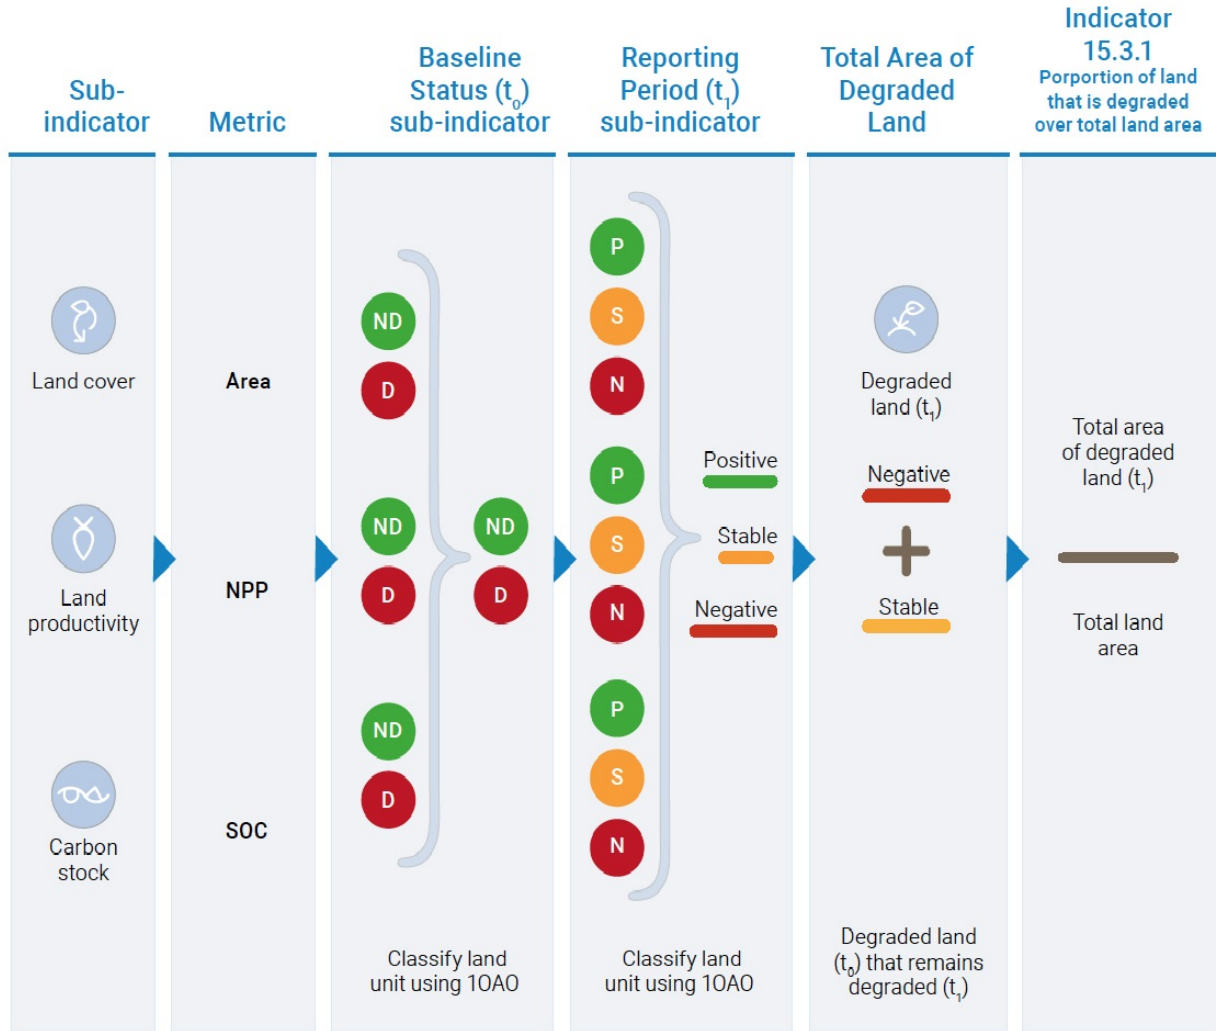 Sub-
indicator
Metric
Baseline
Status (t0)
sub-indicator
Reporting
Period (t1)
sub-indicator
Total Area of
Degraded
Land
Indicator
15.3.1
Porportion of land
that is degraded
over total land area
Land cover
Land
productivity
Carbon
stock
Area
NPP
SOC
ND
D
ND
D
ND
D
ND
D
Classify land
unit using 1OAO
P
S
N
P
S
N
P
S
N
Positive
Stable
Negative
Classify land
unit using 1OAO
Degraded
land (t1)
Negative
+
Stable
Degraded land
(t0) that remains
degraded (t1)
Total area
of degraded
land (t1)
Total land
area